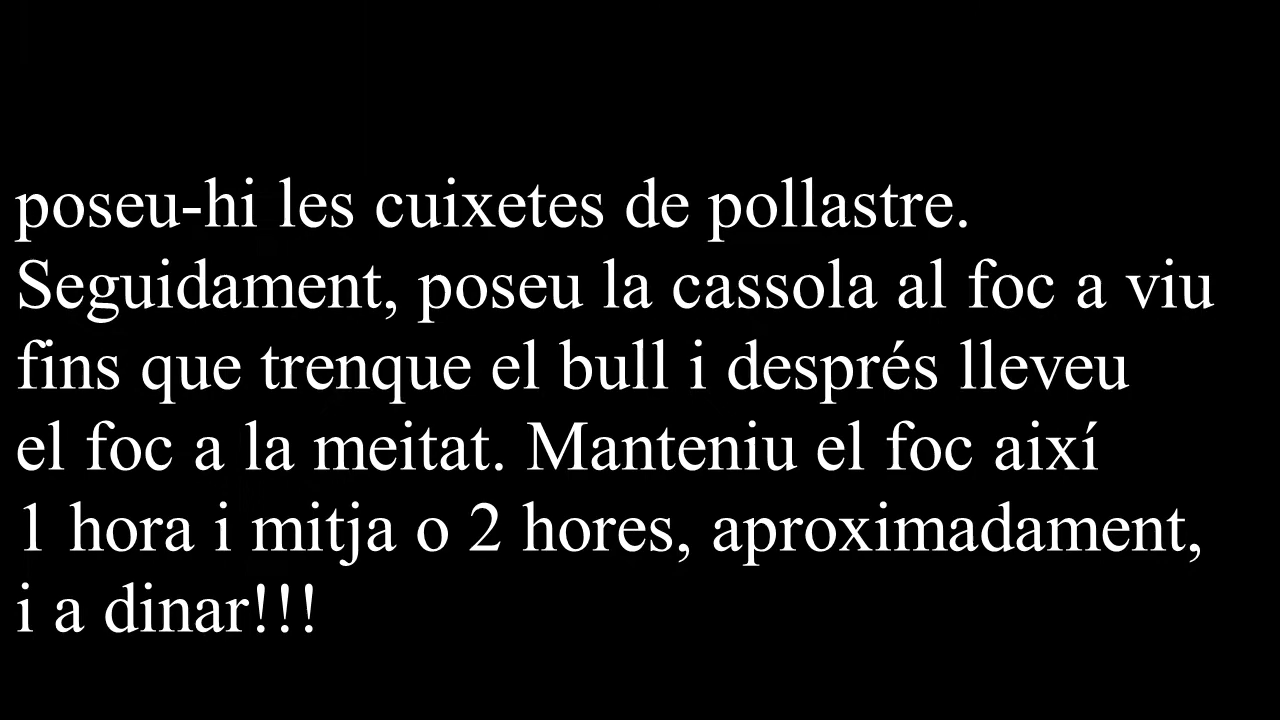 poseu-hi les cuixetes de pollastre.
Seguidament, poseu la cassola al foc a viu
fins que trenque el bull i després lleveu
el foc a la meitat. Manteniu el foc així
1 hora i mitja o 2 hores, aproximadament,
i a dinar!!!